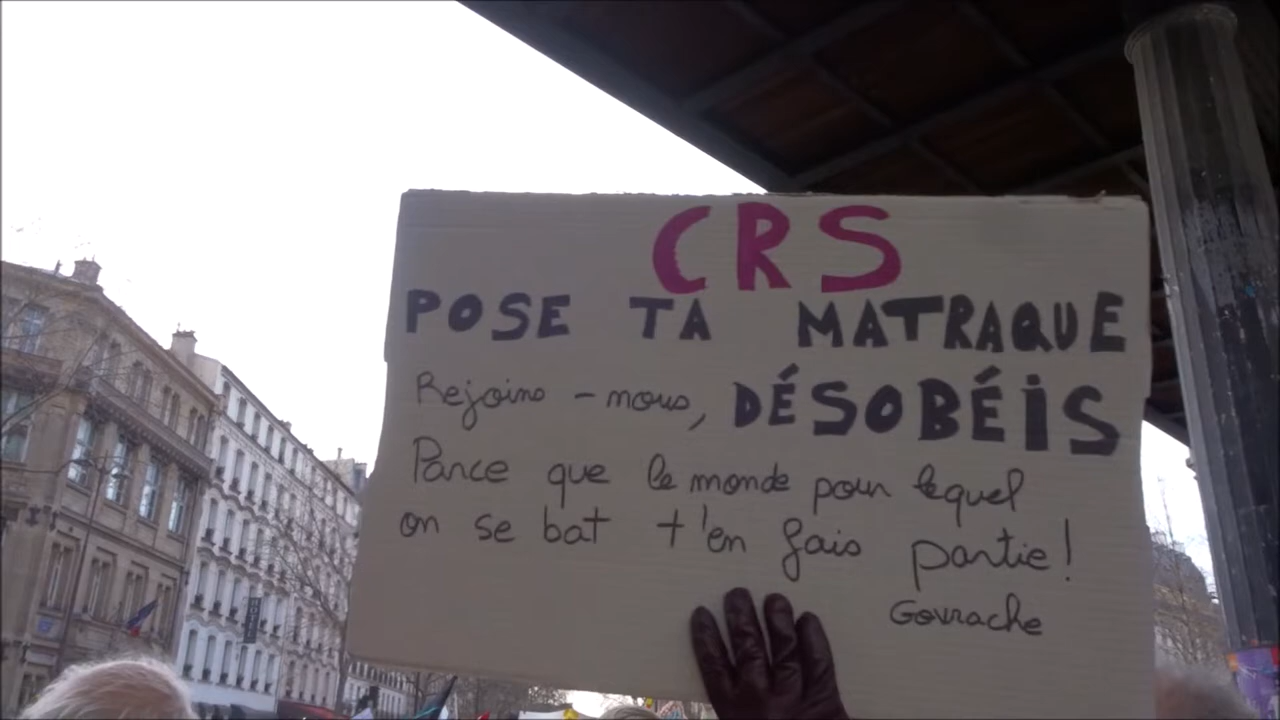 CRS
POSE TA MATRAQUE
Rejoins-nous, DÉSOBÉiS
Parce que le monde pour lequel
on se bat t'en fais partie!
Govrache